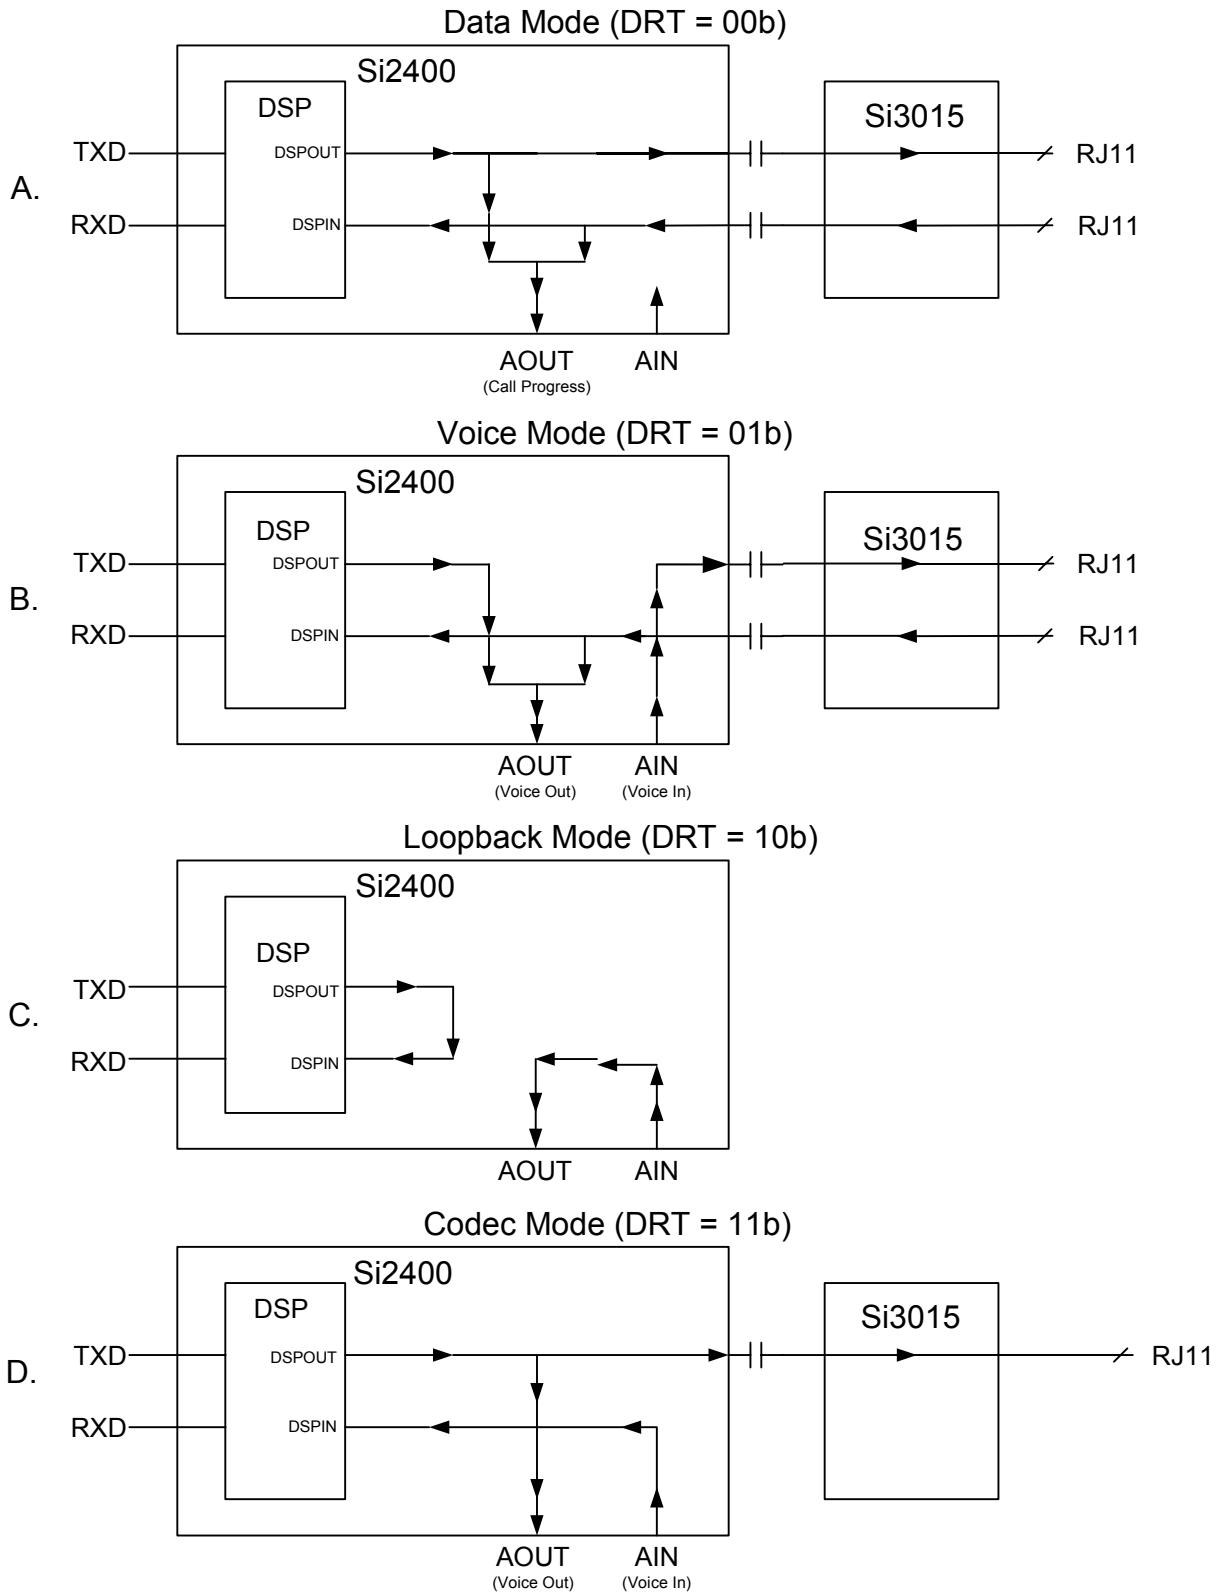 Data Mode (DRT = 00b)
Si2400
DSP
Si3015
A.
TXD
DSPOUT
RJ11
RXD
DSPIN
RJ11
AOUT
(Call Progress)
AIN
Voice Mode (DRT = 01b)
Si2400
DSP
Si3015
B.
TXD
DSPOUT
RJ11
RXD
DSPIN
RJ11
AOUT
(Voice Out)
AIN
(Voice In)
Loopback Mode (DRT = 10b)
Si2400
DSP
C.
TXD
DSPOUT
RXD
DSPIN
AOUT
AIN
Codec Mode (DRT = 11b)
Si2400
DSP
Si3015
D.
TXD
DSPOUT
RJ11
RXD
DSPIN
AOUT
(Voice Out)
AIN
(Voice In)